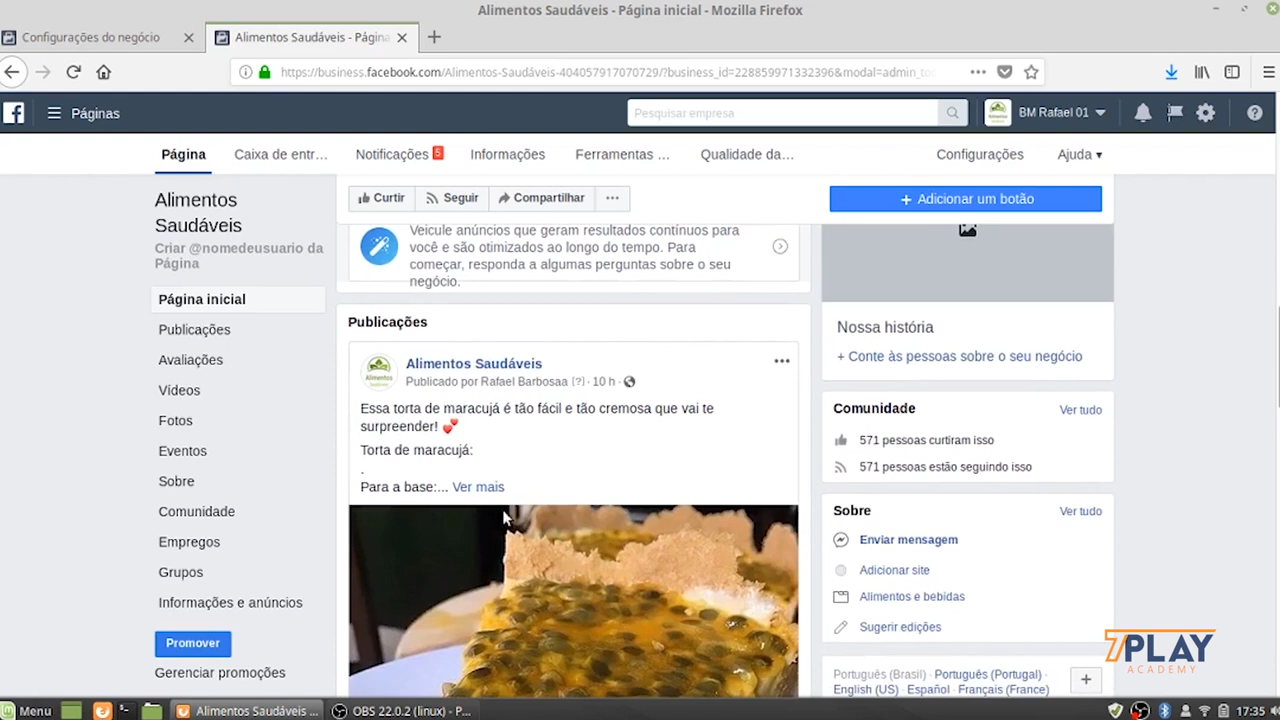 Alimentos Saudáveis - Página inicial - Mozilla Firefox
Configurações do negócio
Alimentos Saudáveis - Página
https://business.facebook.com/Alimentos-Saudáveis-404057917070729/?business_id=228859971332396&modal=admin_to
Páginas
Pesquisar empresa
BM Rafael 01
Página
Caixa de entr...
Notificações 5
Informações
Ferramentas ...
Qualidade da...
Configurações
Ajuda
Alimentos
Saudáveis
Criar @nomedeusuario da
Página
Página inicial
Publicações
Avaliações
Vídeos
Fotos
Eventos
Sobre
Comunidade
Empregos
Grupos
Informações e anúncios
Promover
Gerenciar promoções
Curtir
Seguir
Compartilhar
...
+ Adicionar um botão
Veicule anúncios que geram resultados contínuos para
você e são otimizados ao longo do tempo. Para
começar, responda a algumas perguntas sobre o seu
negócio.
Publicações
Alimentos Saudáveis
Publicado por Rafael Barbosaa [?] · 10 h ·
Essa torta de maracujá é tão fácil e tão cremosa que vai te
surpreender! 💕
Torta de maracujá:
.
Para a base:... Ver mais
Nossa história
+ Conte às pessoas sobre o seu negócio
Comunidade
Ver tudo
571 pessoas curtiram isso
571 pessoas estão seguindo isso
Sobre
Ver tudo
Enviar mensagem
Adicionar site
Alimentos e bebidas
Sugerir edições
Português (Brasil) · Português (Portugal) ·
English (US) · Español · Français (France)
7PLAY
ACADEMY
Menu
Alimentos Saudáveis ...
OBS 22.0.2 (linux) - P...
17:35